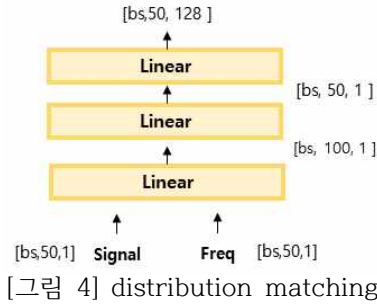 [bs,50, 128 ]
Linear
[bs, 50, 1 ]
Linear
[bs, 100, 1 ]
Linear
[bs,50,1] Signal Freq [bs,50,1]
[그림 4] distribution matching